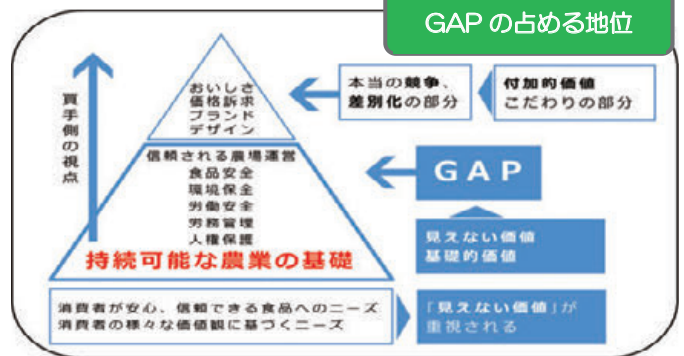 GAPの占める地位
買手側の視点
おいしさ
価格訴求
ブランド
デザイン
本当の競争、
差別化の部分
付加的価値
こだわりの部分
信頼される農場運営
食品安全
環境保全
労働安全
労務管理
人権保護
持続可能な農業の基礎
GAP
見えない価値
基礎的価値
消費者が安心、信頼できる食品へのニーズ
消費者の様々な価値観に基づくニーズ
「見えない価値」が
重視される